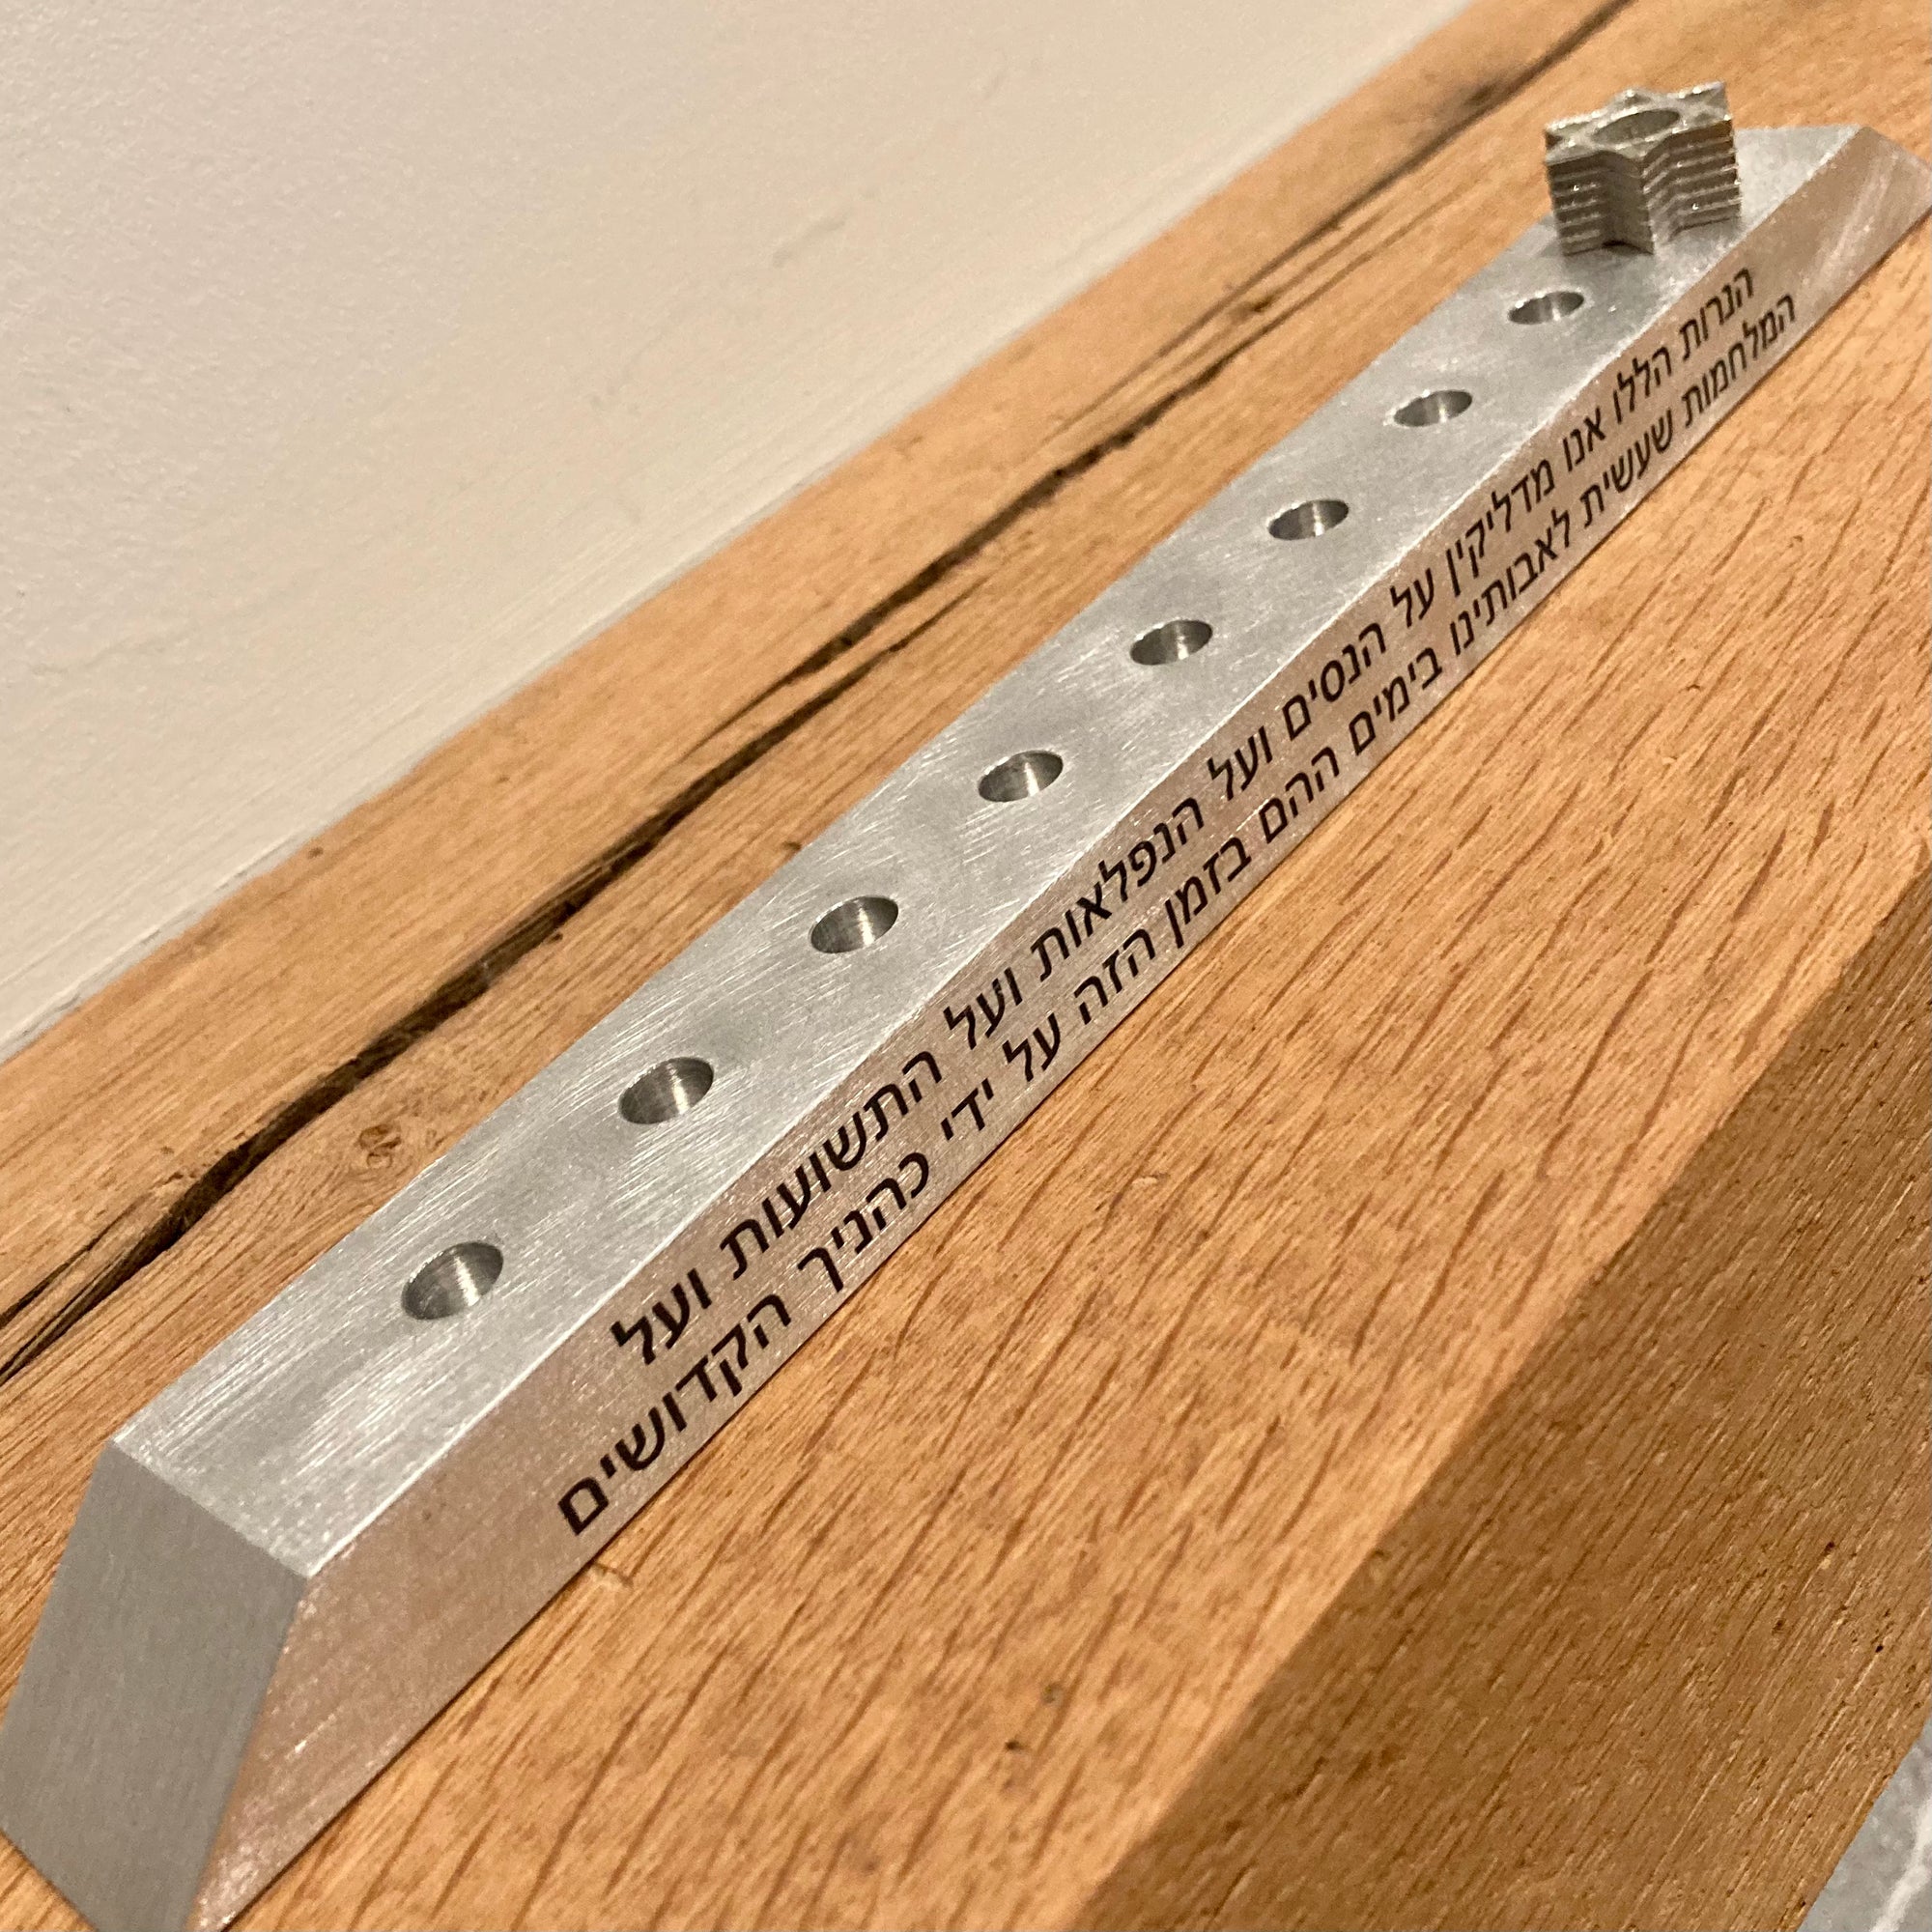 הנרות הללו אנו מדליקין על הנסים ועל הנפלאות ועל התשועות ועל
המלחמות שעשית לאבותינו בימים ההם בזמן הזה על ידי כהניך הקדושים